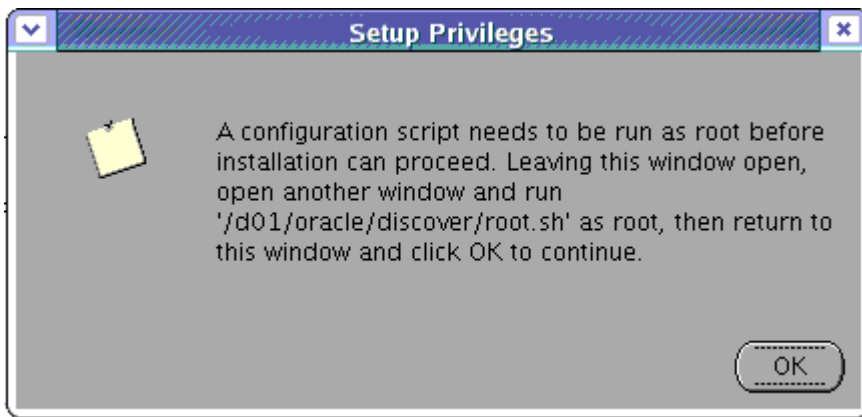 Setup Privileges
A configuration script needs to be run as root before
installation can proceed. Leaving this window open,
open another window and run
'/d01/oracle/discover/root.sh' as root, then return to
this window and click OK to continue.
OK